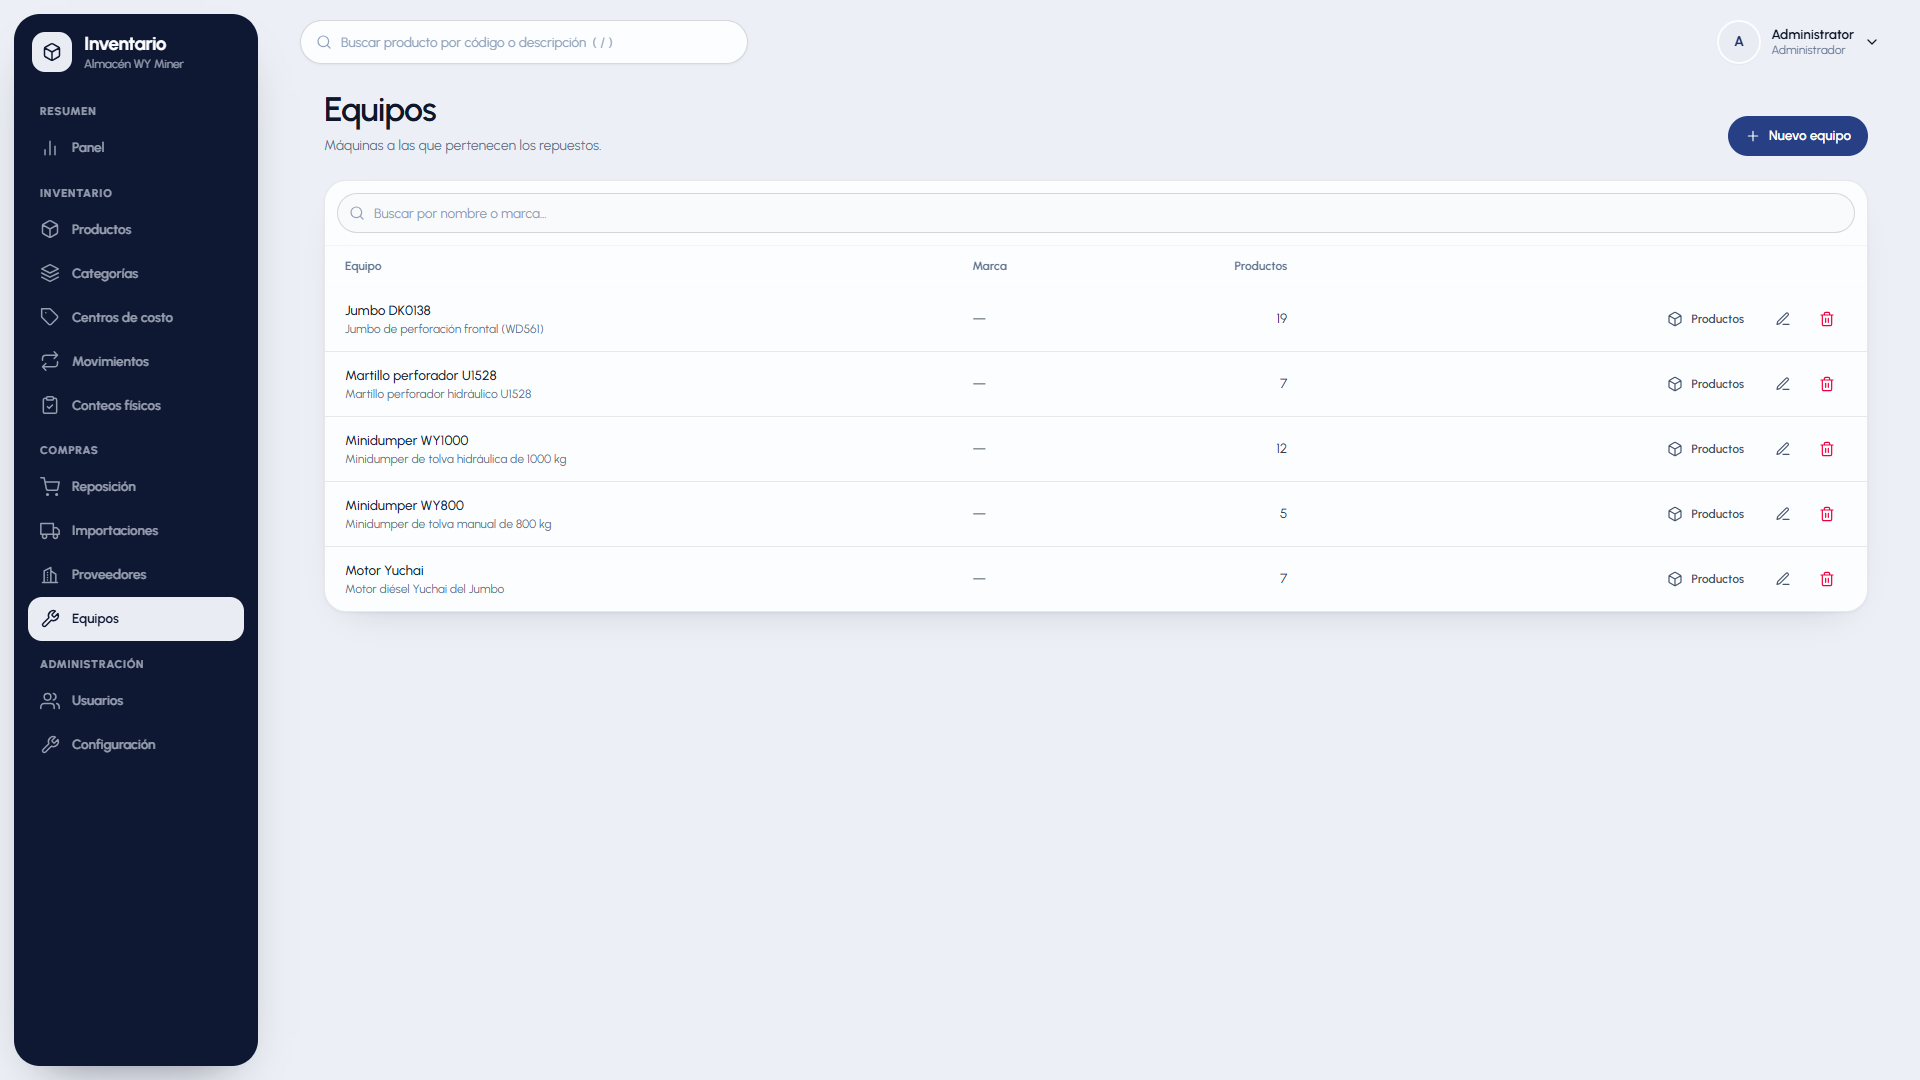 Inventario
Almacén WY Miner
RESUMEN
Panel
INVENTARIO
Productos
Categorías
Centros de costo
Movimientos
Conteos físicos
COMPRAS
Reposición
Importaciones
Proveedores
Equipos
ADMINISTRACIÓN
Usuarios
Configuración
Buscar producto por código o descripción ( / )
A
Administrator
Administrador
Equipos
Máquinas a las que pertenecen los repuestos.
+ Nuevo equipo
Buscar por nombre o marca...
Equipo Marca Productos
Jumbo DK0138
Jumbo de perforación frontal (WD561)
— 19 Productos
Martillo perforador U1528
Martillo perforador hidráulico U1528
— 7 Productos
Minidumper WY1000
Minidumper de tolva hidráulica de 1000 kg
— 12 Productos
Minidumper WY800
Minidumper de tolva manual de 800 kg
— 5 Productos
Motor Yuchai
Motor diésel Yuchai del Jumbo
— 7 Productos